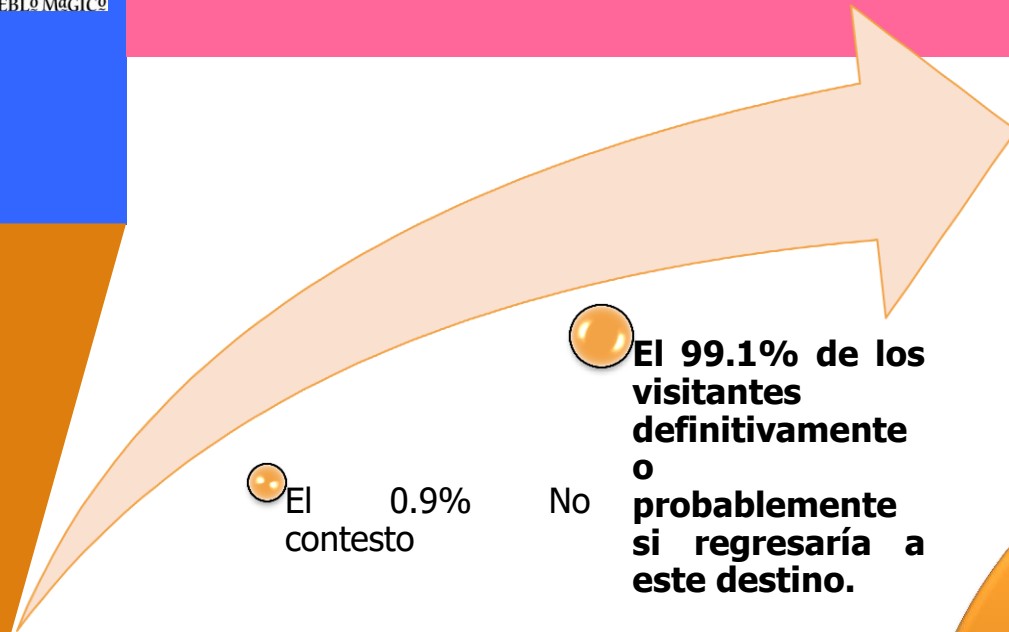 El 0.9% No
contesto
El 99.1% de los
visitantes
definitivamente
o
probablemente
si regresaría a
este destino.